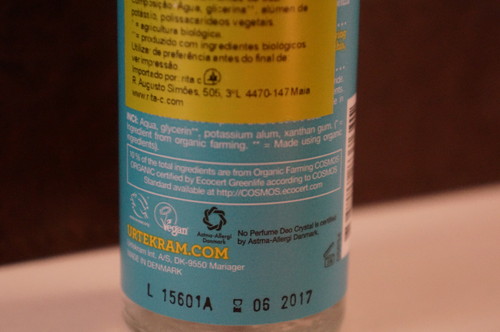 composição: Água, glicerina**, alumen de
potássio, polissacarídeos vegetais.
* = agricultura biológica.
** = produzido com ingredientes biológicos
Utilizar de preferência antes do final de
ver impressão.
Importado por: rita c
R. Augusto Simões, 505, 3ºL 4470-147 Maia
www.rita-c.com
INCI: Aqua, glycerin**, potassium alum, xanthan gum. (* =
ingredient from organic farming. ** = Made using organic
ingredients).
10 % of the total ingredients are from Organic Farming COSMOS
ORGANIC certified by Ecocert Greenlife according to COSMOS
Standard available at http://COSMOS.ecocert.com
Vegan
Astma-Allergi
Danmark
No Perfume Deo Crystal is certified
by Astma-Allergi Danmark.
URTEKRAM.COM
Urtekram Int. A/S, DK-9550 Mariager
MADE IN DENMARK
L 15601A 06 2017